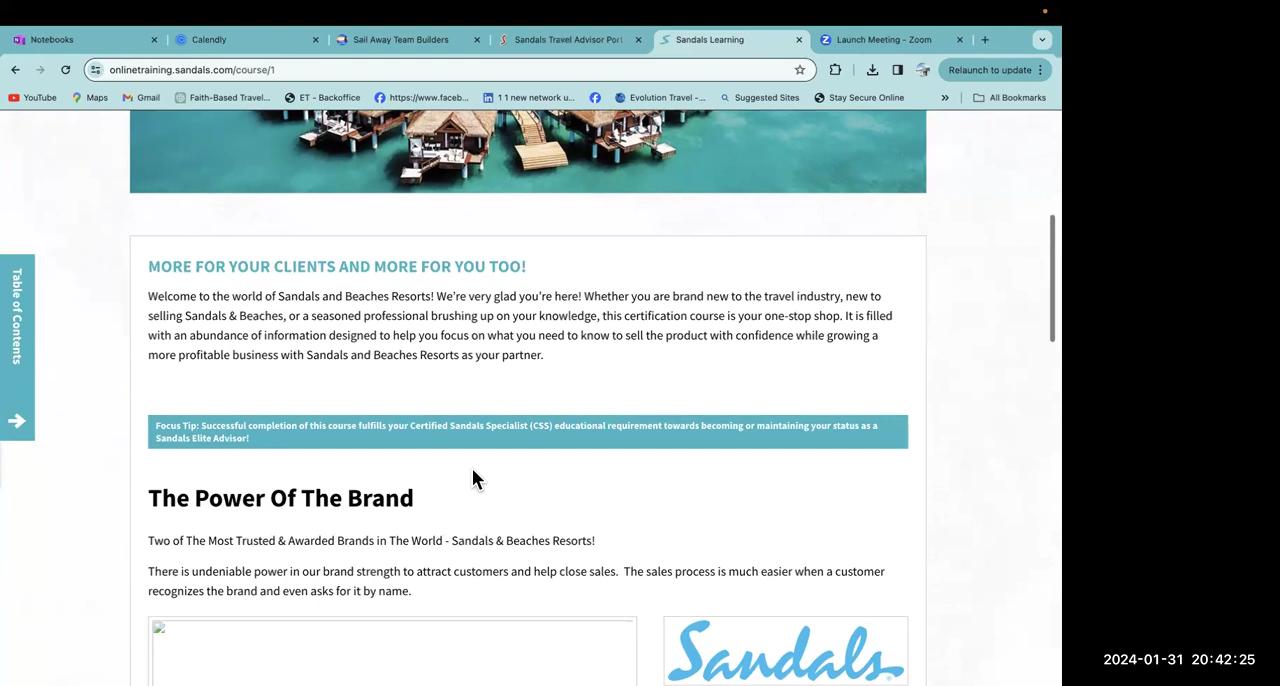 Notebooks
Calendly
Sail Away Team Builders
Sandals Travel Advisor Port
Sandals Learning
Launch Meeting - Zoom
onlinetraining.sandals.com/course/1
Relaunch to update
YouTube
Maps
Gmail
Faith-Based Travel...
ET - Backoffice
https://www.faceb...
1 1 new network u...
Evolution Travel -...
Suggested Sites
Stay Secure Online
All Bookmarks
Table of Contents
MORE FOR YOUR CLIENTS AND MORE FOR YOU TOO!
Welcome to the world of Sandals and Beaches Resorts! We're very glad you're here! Whether you are brand new to the travel industry, new to
selling Sandals & Beaches, or a seasoned professional brushing up on your knowledge, this certification course is your one-stop shop. It is filled
with an abundance of information designed to help you focus on what you need to know to sell the product with confidence while growing a
more profitable business with Sandals and Beaches Resorts as your partner.
Focus Tip: Successful completion of this course fulfills your Certified Sandals Specialist (CSS) educational requirement towards becoming or maintaining your status as a
Sandals Elite Advisor!
The Power Of The Brand
Two of The Most Trusted & Awarded Brands in The World - Sandals & Beaches Resorts!
There is undeniable power in our brand strength to attract customers and help close sales. The sales process is much easier when a customer
recognizes the brand and even asks for it by name.
Sandals
2024-01-31 20:42:25